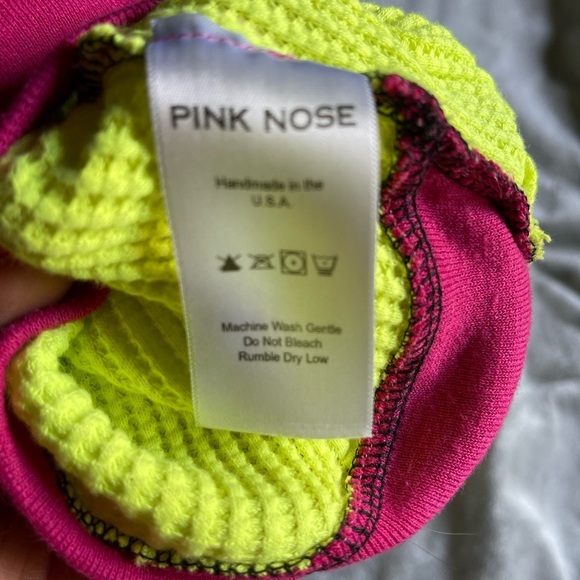 PINK NOSE
Handmade in the
U.S.A.
Machine Wash Gentle
Do Not Bleach
Rumble Dry Low